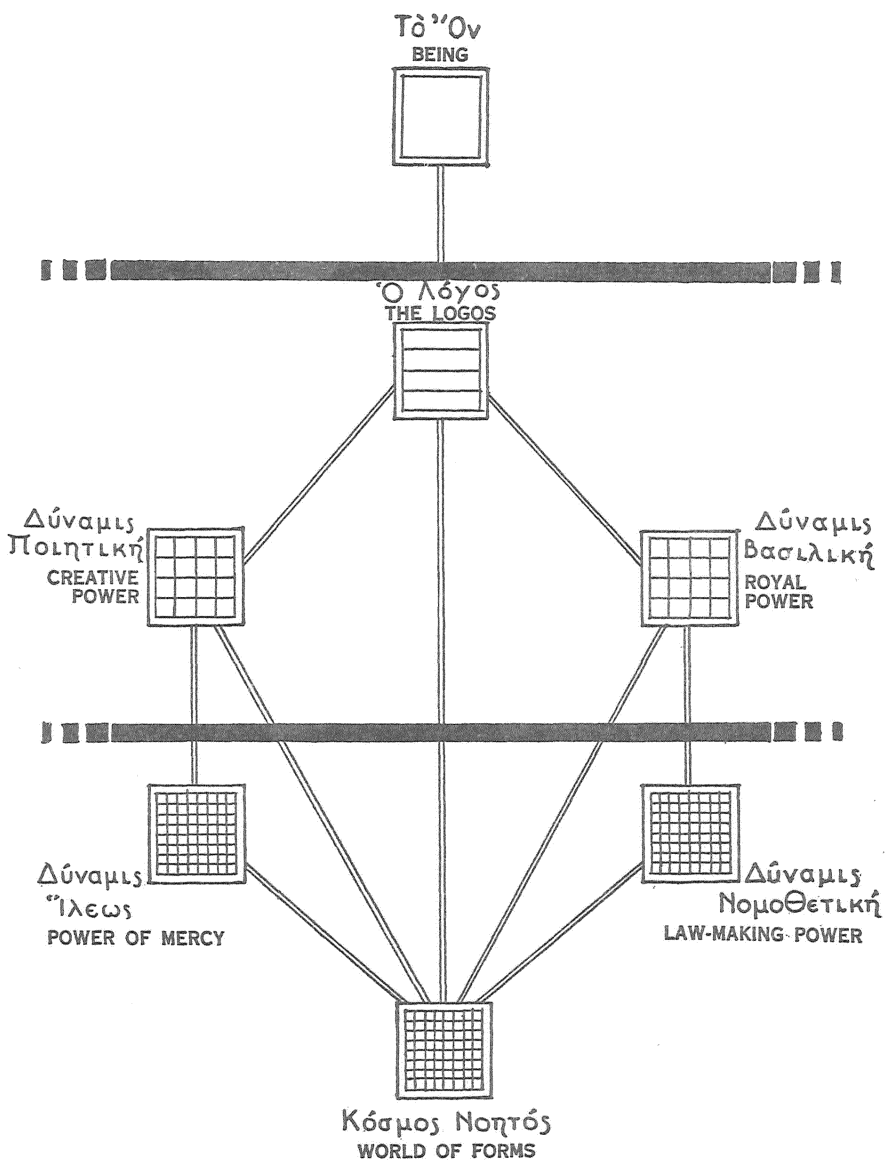 Τὸ Ὂν
BEING
Ὁ Λόγος
THE LOGOS
Δύναμις
Ποιητική
CREATIVE
POWER
Δύναμις
Βασιλική
ROYAL
POWER
Δύναμις
Ἵλεως
POWER OF MERCY
Δύναμις
Νομοθετική
LAW-MAKING POWER
Κόσμος Νοητός
WORLD OF FORMS